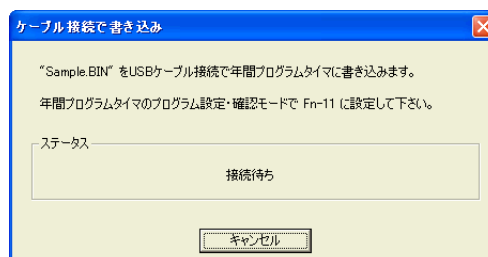 ケーブル接続で書き込み
“Sample.BIN” をUSBケーブル接続で年間プログラムタイマに書き込みます。
年間プログラムタイマのプログラム設定・確認モードで Fn-11 に設定して下さい。
ステータス
接続待ち
キャンセル